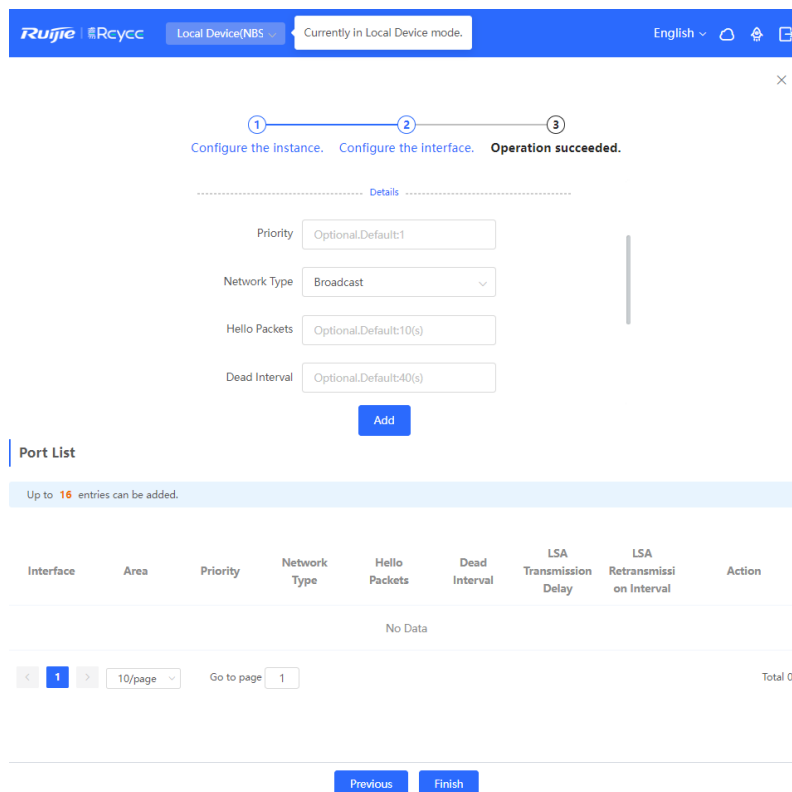 Ruijie Rcycc Local Device(NBS Currently in Local Device mode. English
1 2 3
Configure the instance. Configure the interface. Operation succeeded.
Details
Priority Optional.Default:1
Network Type Broadcast
Hello Packets Optional.Default:10(s)
Dead Interval Optional.Default:40(s)
Add
Port List
Up to 16 entries can be added.
Interface Area Priority Network Type Hello Packets Dead Interval LSA Transmission Delay LSA Retransmissi on Interval Action
No Data
1 10/page Go to page 1 Total 0
Previous Finish